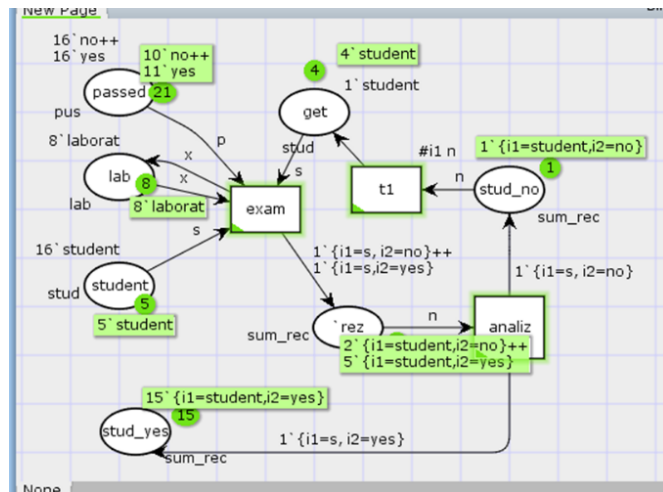 New Page
16`no++
16`yes
10`no++
11`yes
passed
21
pus
p
4`student
4
1`student
get
stud
s
#i1 n
1`{i1=student,i2=no}
1
8`laborat
x
lab
8
x
lab
8`laborat
exam
t1
n
stud_no
sum_rec
s
16`student
student
stud
5
5`student
1`{i1=s, i2=no}++
1`{i1=s,i2=yes}
1`{i1=s, i2=no}
`rez
n
analiz
sum_rec
2`{i1=student,i2=no}++
5`{i1=student,i2=yes}
15`{i1=student,i2=yes}
15
stud_yes
1`{i1=s, i2=yes}
sum_rec
None